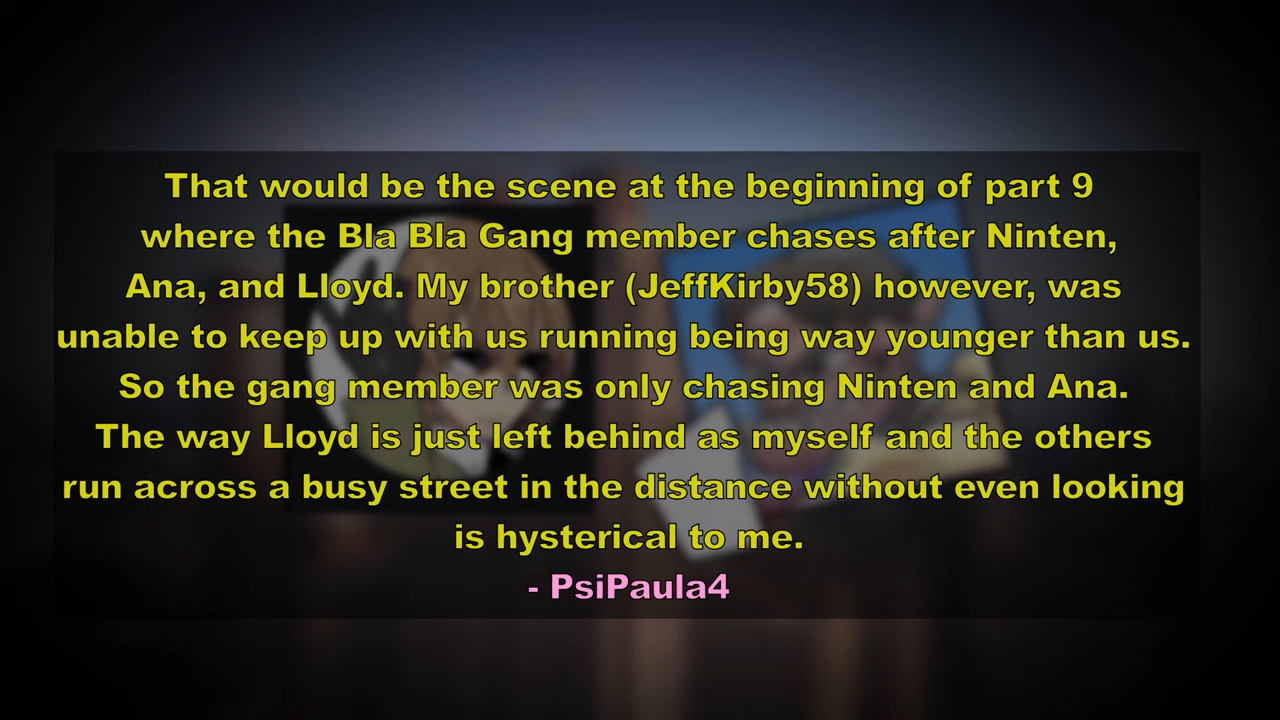 That would be the scene at the beginning of part 9
where the Bla Bla Gang member chases after Ninten,
Ana, and Lloyd. My brother (JeffKirby58) however, was
unable to keep up with us running being way younger than us.
So the gang member was only chasing Ninten and Ana.
The way Lloyd is just left behind as myself and the others
run across a busy street in the distance without even looking
is hysterical to me.
- PsiPaula4